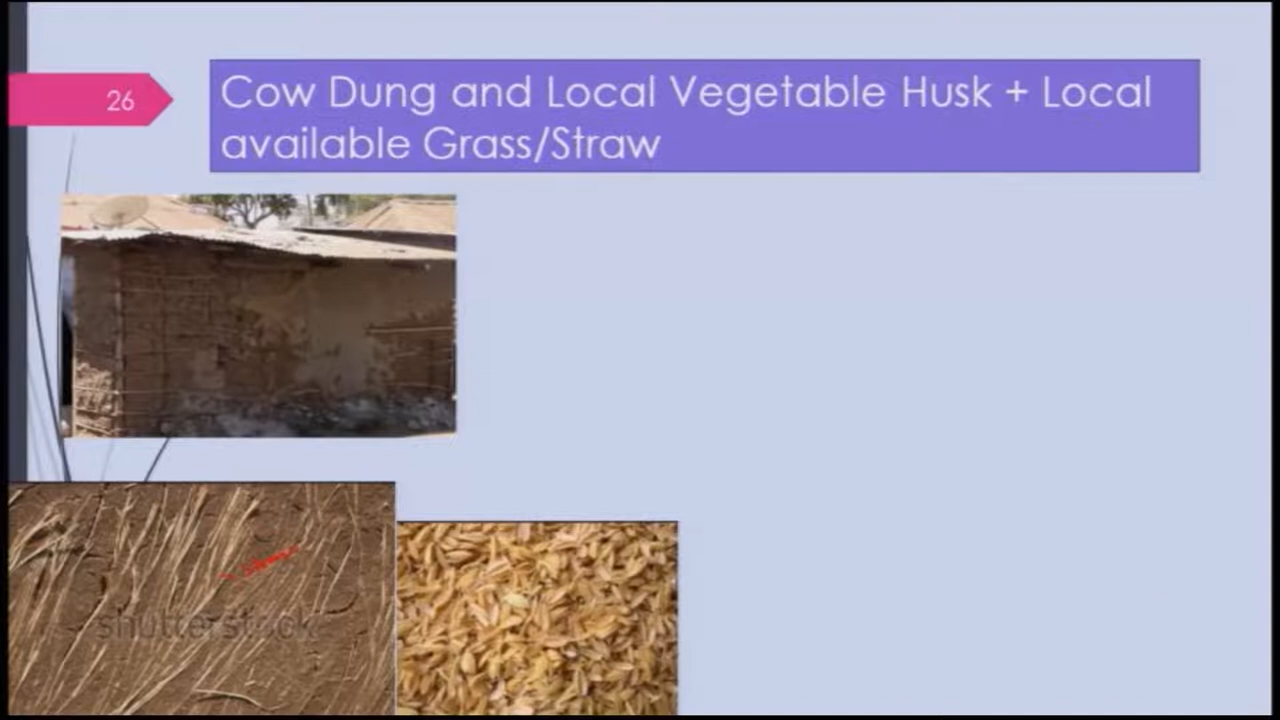 26
Cow Dung and Local Vegetable Husk + Local
available Grass/Straw
shutterstock